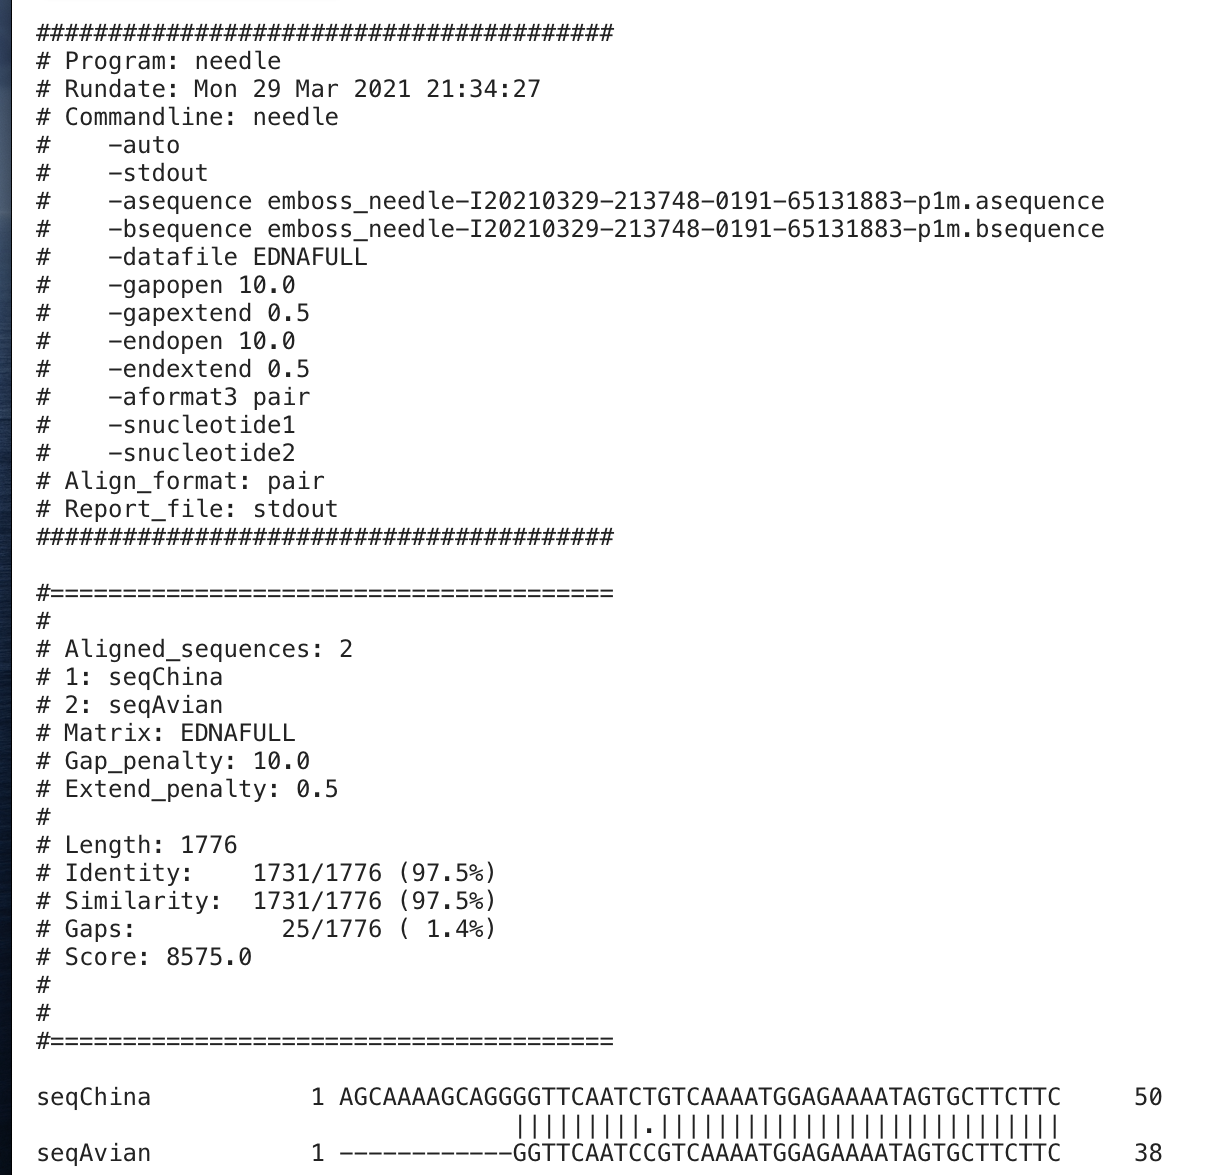 ########################################
# Program: needle
# Rundate: Mon 29 Mar 2021 21:34:27
# Commandline: needle
#    -auto
#    -stdout
#    -asequence emboss_needle-I20210329-213748-0191-65131883-p1m.asequence
#    -bsequence emboss_needle-I20210329-213748-0191-65131883-p1m.bsequence
#    -datafile EDNAFULL
#    -gapopen 10.0
#    -gapextend 0.5
#    -endopen 10.0
#    -endextend 0.5
#    -aformat3 pair
#    -snucleotide1
#    -snucleotide2
# Align_format: pair
# Report_file: stdout
########################################
#=======================================
#
# Aligned_sequences: 2
# 1: seqChina
# 2: seqAvian
# Matrix: EDNAFULL
# Gap_penalty: 10.0
# Extend_penalty: 0.5
#
# Length: 1776
# Identity:    1731/1776 (97.5%)
# Similarity:  1731/1776 (97.5%)
# Gaps:          25/1776 ( 1.4%)
# Score: 8575.0
#
#
#=======================================
seqChina           1 AGCAAAAGCAGGGGTTCAATCTGTCAAAATGGAGAAAATAGTGCTTCTTC     50
                                 |||||||||.||||||||||||||||||||||||||||
seqAvian           1 ------------GGTTCAATCCGTCAAAATGGAGAAAATAGTGCTTCTTC     38